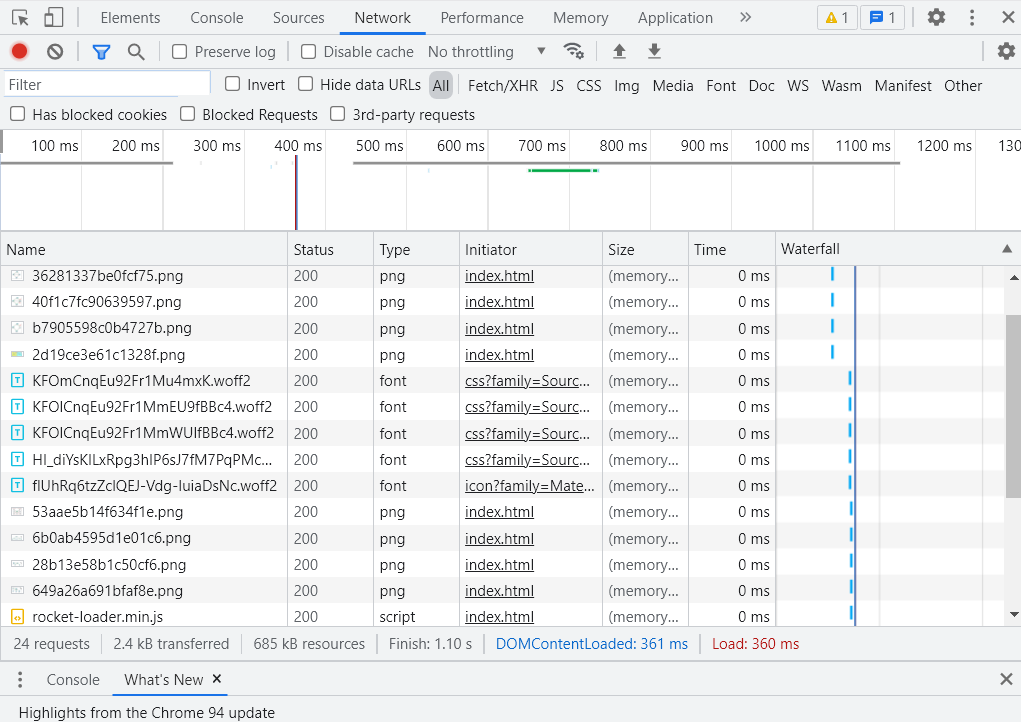 Elements Console Sources Network Performance Memory Application 1 1
Preserve log Disable cache No throttling
Filter Invert Hide data URLs All Fetch/XHR JS CSS Img Media Font Doc WS Wasm Manifest Other
Has blocked cookies Blocked Requests 3rd-party requests
100 ms 200 ms 300 ms 400 ms 500 ms 600 ms 700 ms 800 ms 900 ms 1000 ms 1100 ms 1200 ms 130
Name Status Type Initiator Size Time Waterfall
36281337be0fcf75.png 200 png index.html (memory... 0 ms
40f1c7fc90639597.png 200 png index.html (memory... 0 ms
b7905598c0b4727b.png 200 png index.html (memory... 0 ms
2d19ce3e61c1328f.png 200 png index.html (memory... 0 ms
KFOmCnqEu92Fr1Mu4mxK.woff2 200 font css?family=Sourc... 0 ms
KFOlCnqEu92Fr1MmEU9fBBc4.woff2 200 font css?family=Sourc... 0 ms
KFOlCnqEu92Fr1MmWUlfBBc4.woff2 200 font css?family=Sourc... 0 ms
HI_diYsKILxRpg3hIP6sJ7fM7PqPMc... 200 font css?family=Sourc... 0 ms
flUhRq6tzZclQEJ-Vdg-IuiaDsNc.woff2 200 font icon?family=Mate... 0 ms
53aae5b14f634f1e.png 200 png index.html (memory... 0 ms
6b0ab4595d1e01c6.png 200 png index.html (memory... 0 ms
28b13e58b1c50cf6.png 200 png index.html (memory... 0 ms
649a26a691bfaf8e.png 200 png index.html (memory... 0 ms
rocket-loader.min.js 200 script index.html (memory... 0 ms
24 requests 2.4 kB transferred 685 kB resources Finish: 1.10 s DOMContentLoaded: 361 ms Load: 360 ms
Console What's New
Highlights from the Chrome 94 update